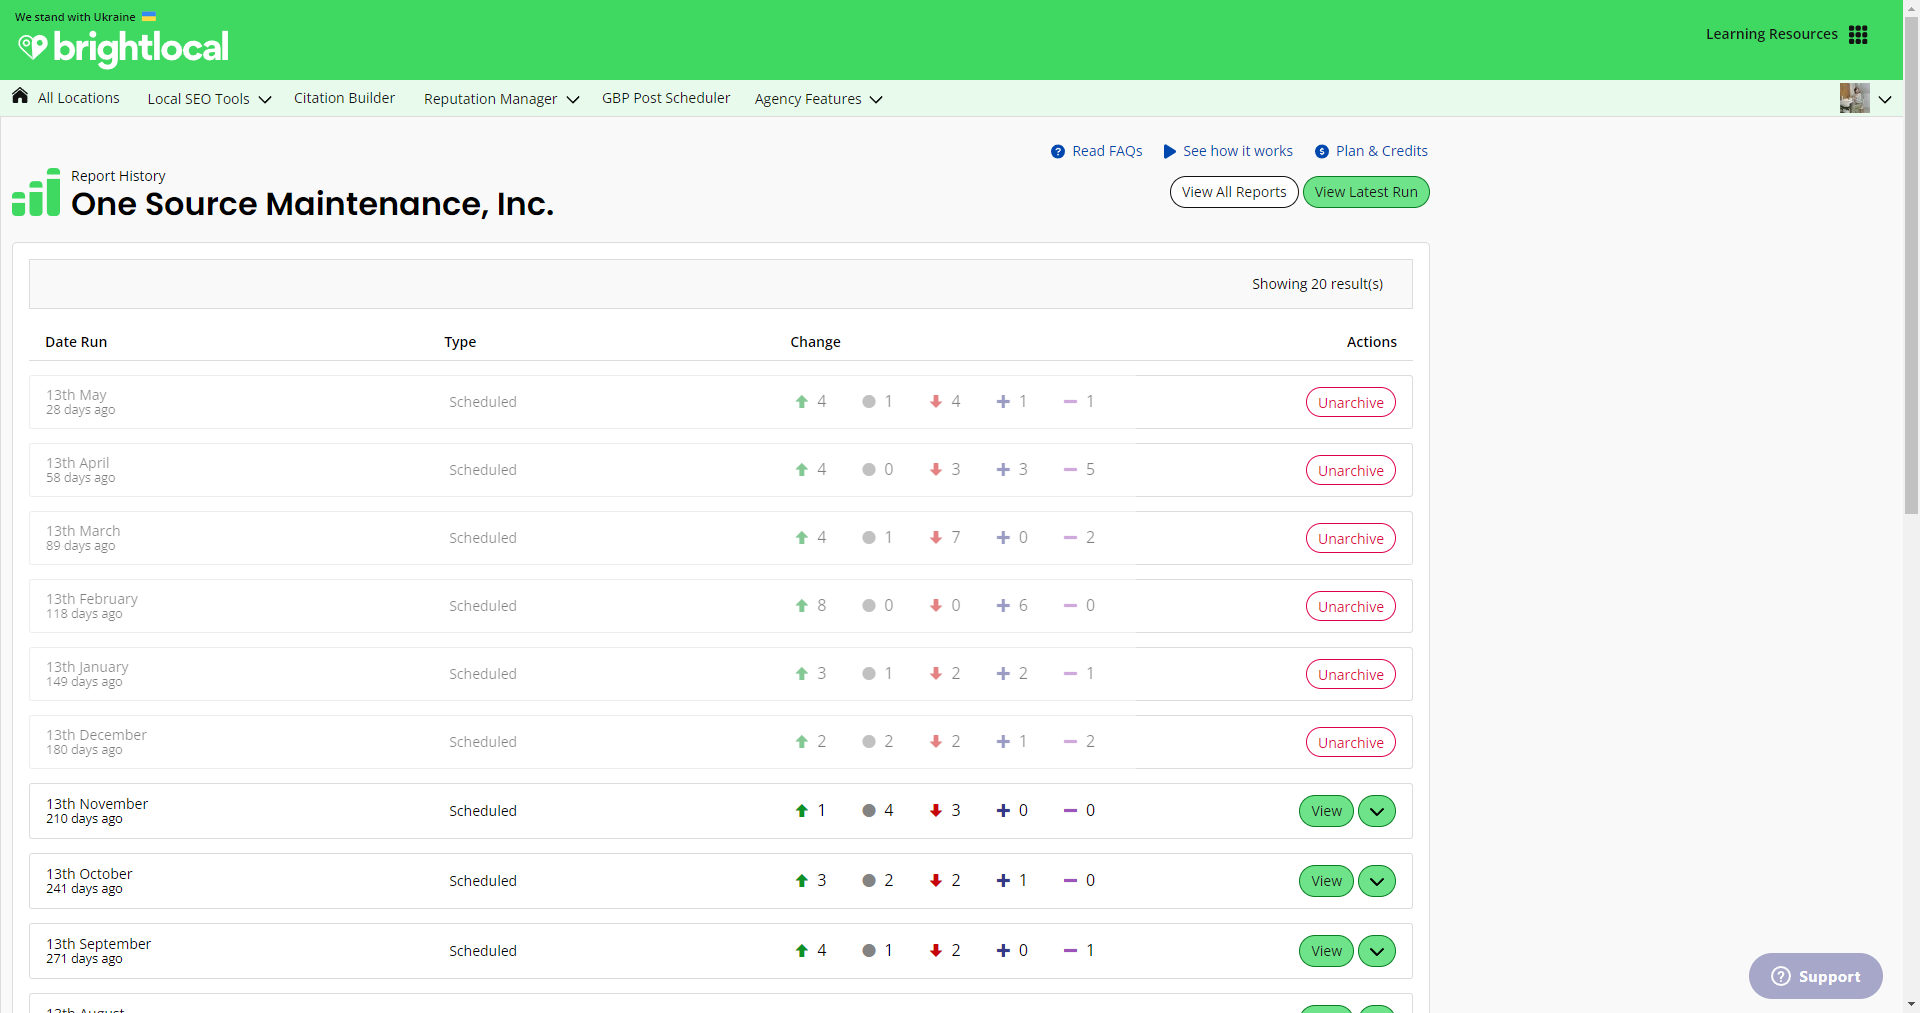 We stand with Ukraine
brightlocal
Learning Resources
All Locations Local SEO Tools Citation Builder Reputation Manager GBP Post Scheduler Agency Features
Read FAQs See how it works Plan & Credits
Report History
One Source Maintenance, Inc.
View All Reports View Latest Run
Showing 20 result(s)
Date Run Type Change Actions
13th May
28 days ago
Scheduled 4 1 4 1 1 Unarchive
13th April
58 days ago
Scheduled 4 0 3 3 5 Unarchive
13th March
89 days ago
Scheduled 4 1 7 0 2 Unarchive
13th February
118 days ago
Scheduled 8 0 0 6 0 Unarchive
13th January
149 days ago
Scheduled 3 1 2 2 1 Unarchive
13th December
180 days ago
Scheduled 2 2 2 1 2 Unarchive
13th November
210 days ago
Scheduled 1 4 3 0 0 View
13th October
241 days ago
Scheduled 3 2 2 1 0 View
13th September
271 days ago
Scheduled 4 1 2 0 1 View
Support
13th August